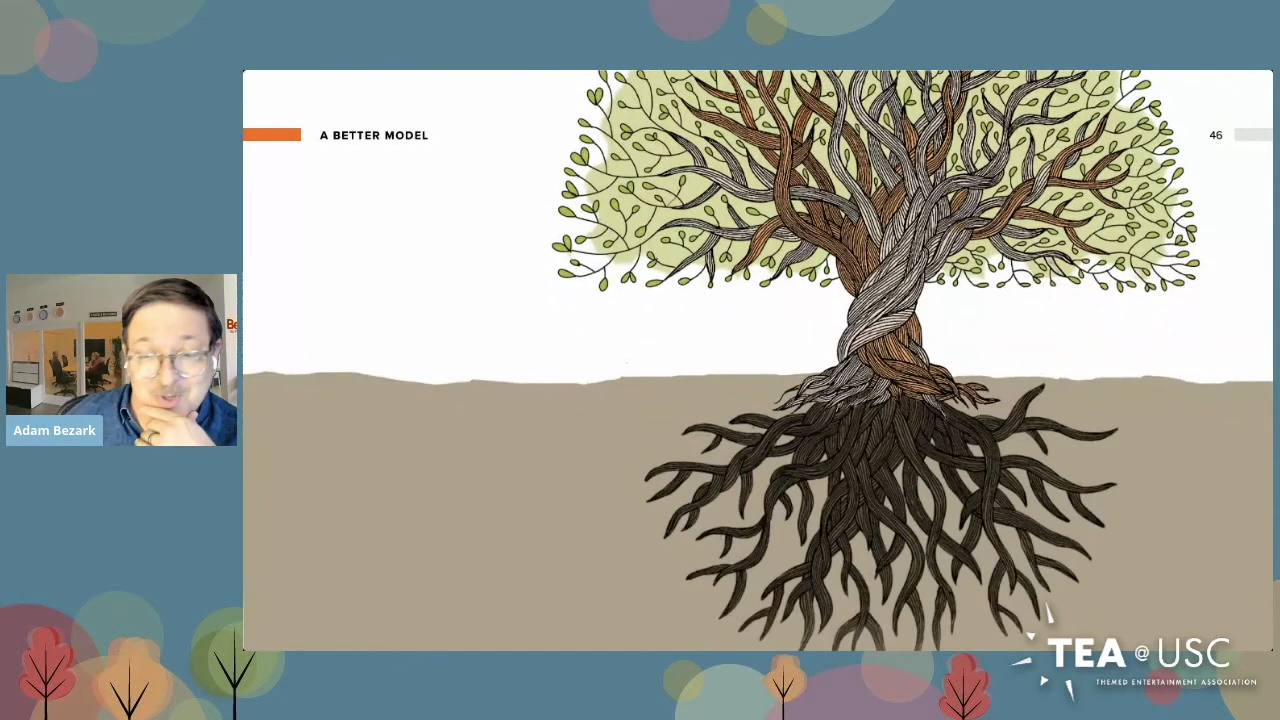 A BETTER MODEL
46
Adam Bezark
TEA @ USC
THEMED ENTERTAINMENT ASSOCIATION